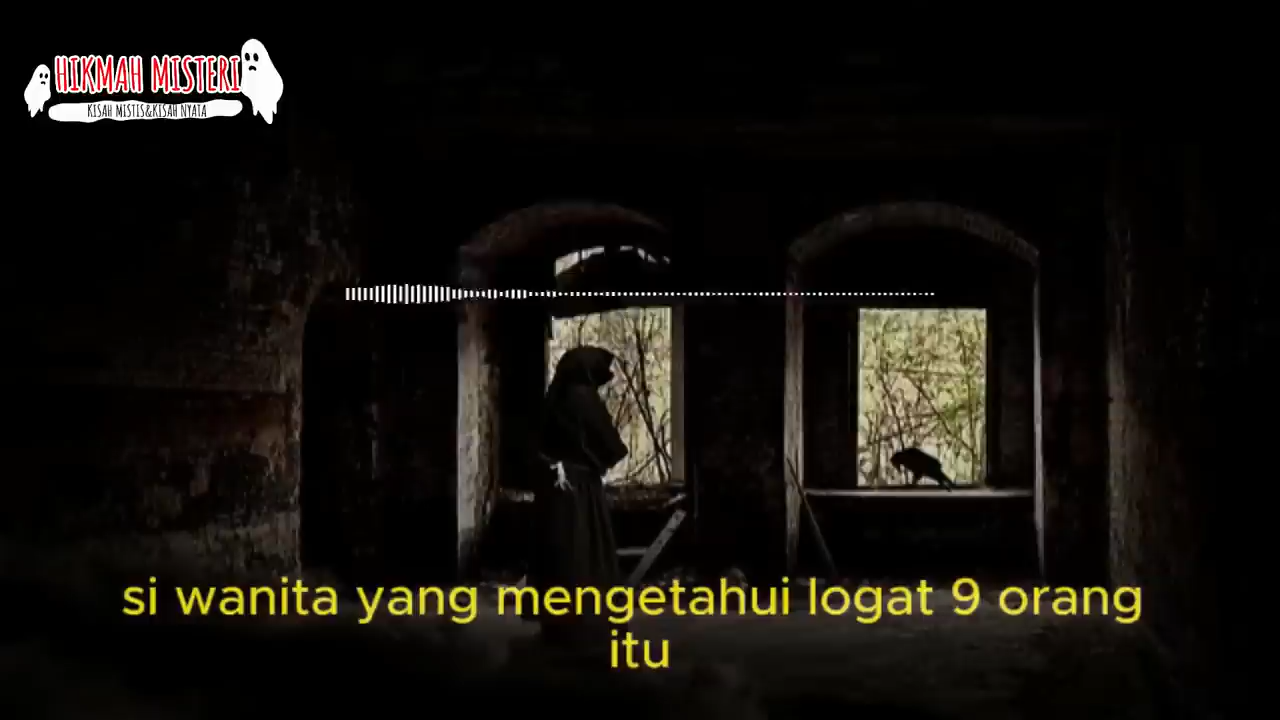 HIKMAH MISTERI
KISAH MISTIS&KISAH NYATA
si wanita yang mengetahui logat 9 orang
itu